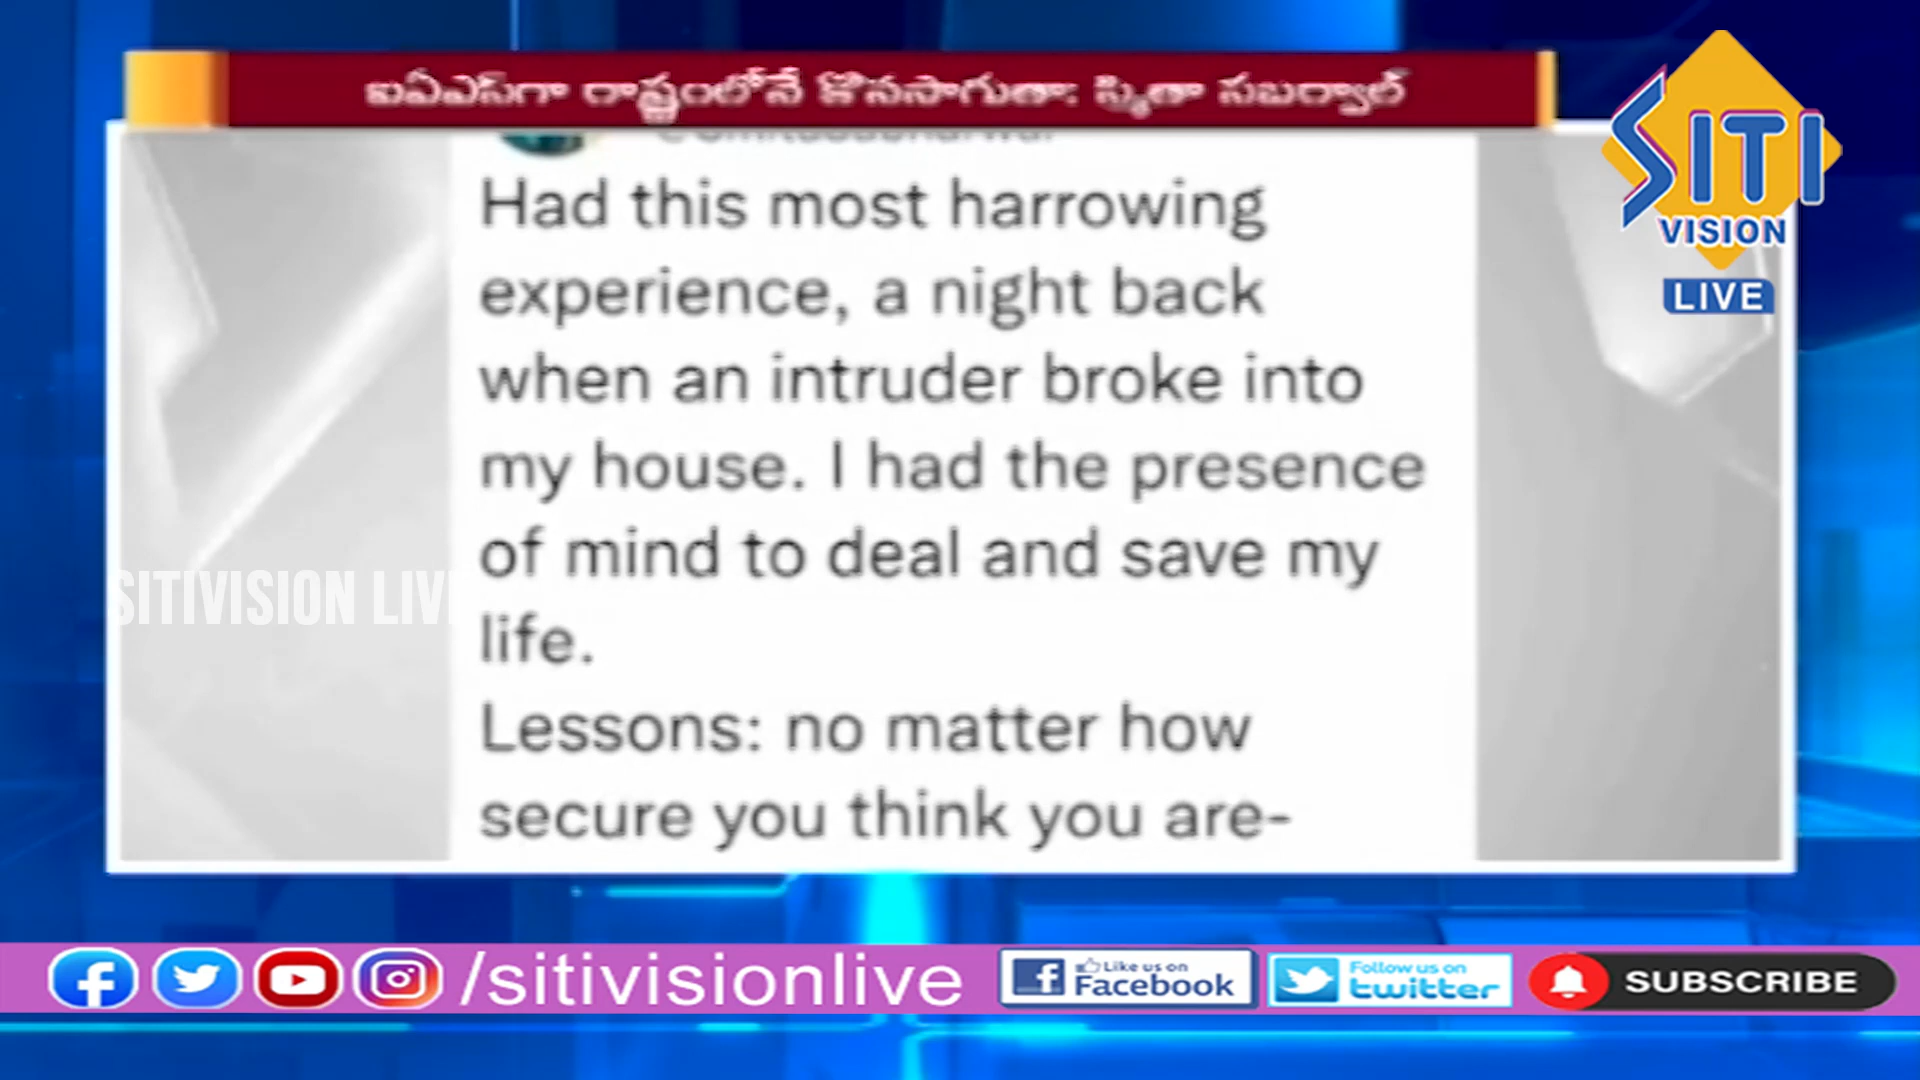 ఐఏఎస్‌గా రాష్ట్రంలోనే కొనసాగుతా: స్మితా సబర్వాల్
SITI
VISION
LIVE
Had this most harrowing
experience, a night back
when an intruder broke into
my house. I had the presence
of mind to deal and save my
life.
Lessons: no matter how
secure you think you are-
SITIVISION LIVE
/sitivisionlive
Like us on
Facebook
Follow us on
twitter
SUBSCRIBE